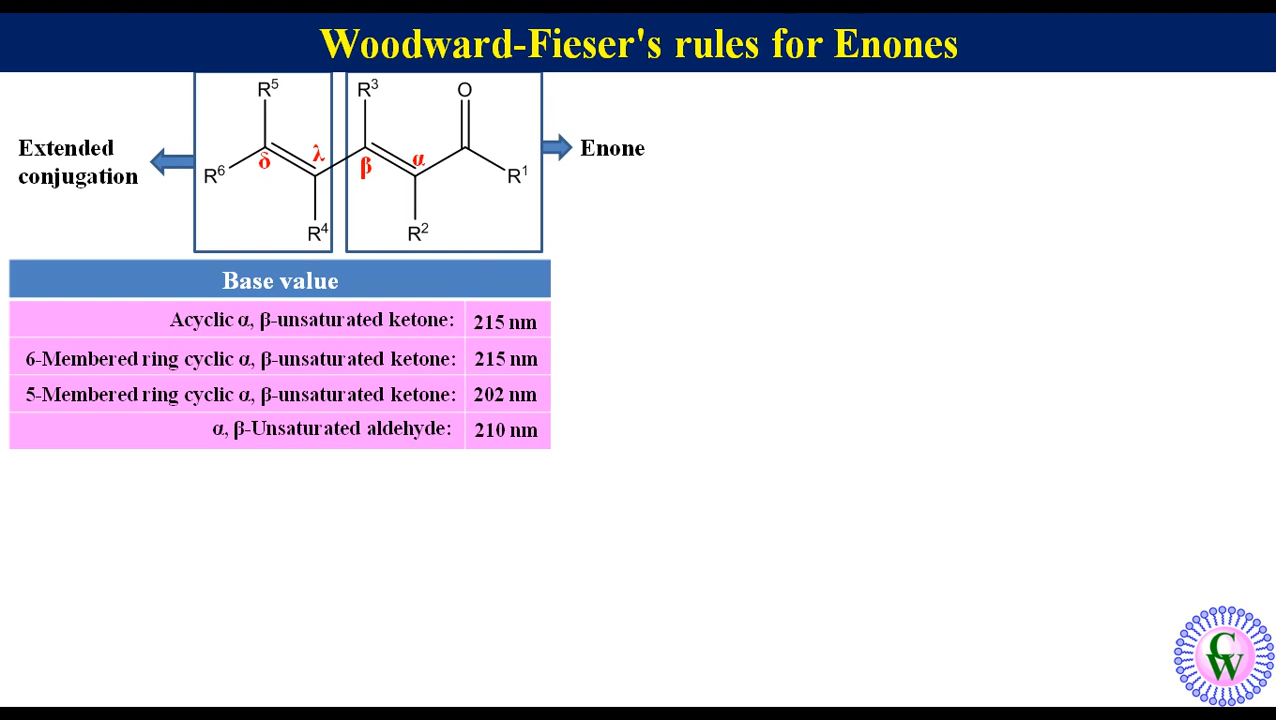 Woodward-Fieser's rules for Enones
R⁵
R³
O
Extended
conjugation
δ
λ
β
α
Enone
R⁶
R¹
R⁴
R²
Base value
Acyclic α, β-unsaturated ketone: 215 nm
6-Membered ring cyclic α, β-unsaturated ketone: 215 nm
5-Membered ring cyclic α, β-unsaturated ketone: 202 nm
α, β-Unsaturated aldehyde: 210 nm
C
W